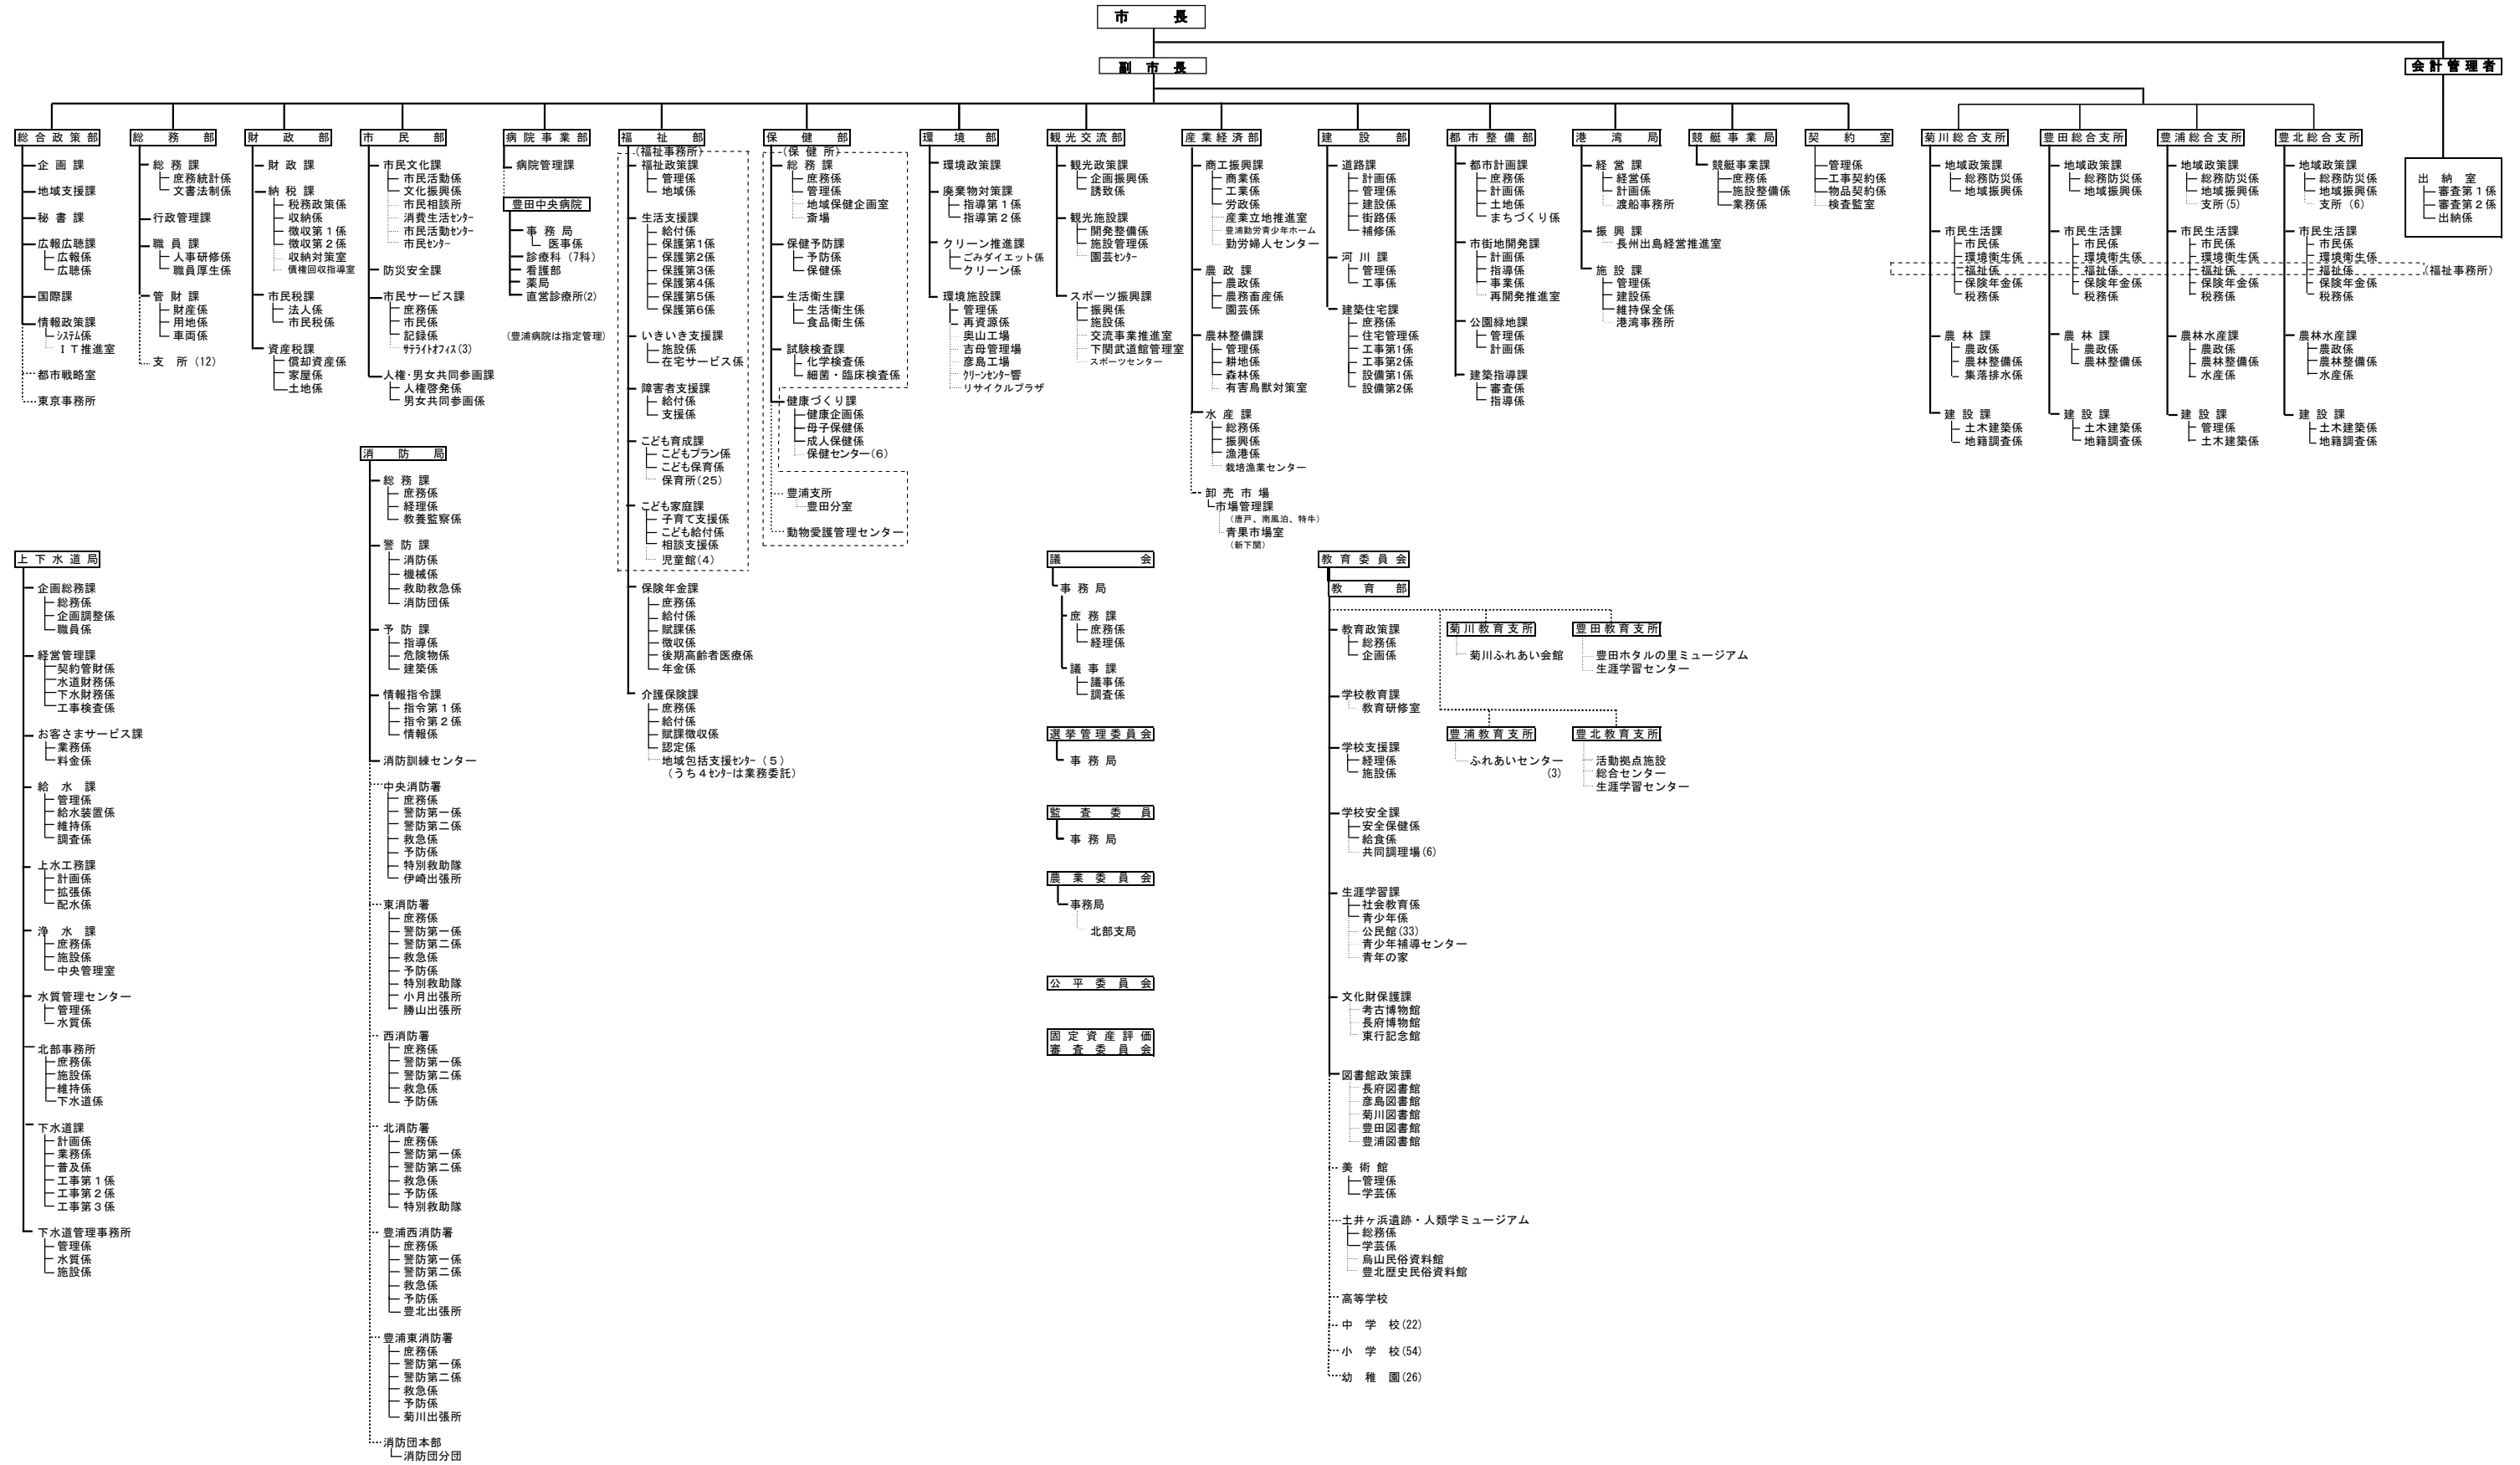 市長
副市長
会計管理者
出納室
審査第１係
審査第２係
出納係
総合政策部
企画課
地域支援課
秘書課
広報広聴課
広報係
広聴係
国際課
情報政策課
ｼｽﾃﾑ係
ＩＴ推進室
都市戦略室
東京事務所
総務部
総務課
庶務統計係
文書法制係
行政管理課
職員課
人事研修係
職員厚生係
管財課
財産係
用地係
車両係
支所(12)
財政部
財政課
納税課
税務政策係
収納係
徴収第１係
徴収第２係
収納対策室
債権回収指導室
市民税課
法人係
市民税係
資産税課
償却資産係
家屋係
土地係
市民部
市民文化課
市民活動係
文化振興係
市民相談所
消費生活ｾﾝﾀｰ
市民活動ｾﾝﾀｰ
市民ｾﾝﾀｰ
防災安全課
市民サービス課
庶務係
市民係
記録係
ｻﾃﾗｲﾄｵﾌｨｽ(3)
人権・男女共同参画課
人権啓発係
男女共同参画係
病院事業部
病院管理課
豊田中央病院
事務局
医事係
診療科(7科)
看護部
薬局
直営診療所(2)
(豊浦病院は指定管理)
福祉部
(福祉事務所)
福祉政策課
管理係
地域係
生活支援課
給付係
保護第1係
保護第2係
保護第3係
保護第4係
保護第5係
保護第6係
いきいき支援課
施設係
在宅サービス係
障害者支援課
給付係
支援係
こども育成課
こどもプラン係
こども保育係
保育所(25)
こども家庭課
子育て支援係
こども給付係
相談支援係
児童館(4)
保険年金課
庶務係
給付係
賦課係
徴収係
後期高齢者医療係
年金係
介護保険課
庶務係
給付係
賦課徴収係
認定係
地域包括支援ｾﾝﾀｰ(５)
(うち４ｾﾝﾀｰは業務委託)
保健部
(保健所)
総務課
庶務係
管理係
地域保健企画室
斎場
保健予防課
予防係
保健係
生活衛生課
生活衛生係
食品衛生係
試験検査課
化学検査係
細菌・臨床検査係
健康づくり課
健康企画係
母子保健係
成人保健係
保健センター(6)
豊浦支所
豊田分室
動物愛護管理センター
環境部
環境政策課
廃棄物対策課
指導第１係
指導第２係
クリーン推進課
ごみダイエット係
クリーン係
環境施設課
管理係
再資源係
奥山工場
吉母管理場
彦島工場
ｸﾘｰﾝｾﾝﾀｰ響
リサイクルプラザ
観光交流部
観光政策課
企画振興係
誘致係
観光施設課
開発整備係
施設管理係
園芸ｾﾝﾀｰ
スポーツ振興課
振興係
施設係
交流事業推進室
下関武道館管理室
スポーツセンター
産業経済部
商工振興課
商業係
工業係
労政係
産業立地推進室
豊浦勤労青少年ホーム
勤労婦人センター
農政課
農政係
農務畜産係
園芸係
農林整備課
管理係
耕地係
森林係
有害鳥獣対策室
水産課
総務係
振興係
漁港係
栽培漁業センター
卸売市場
市場管理課
(唐戸、南風泊、特牛)
青果市場室
(新下関)
建設部
道路課
計画係
管理係
建設係
街路係
補修係
河川課
管理係
工事係
建築住宅課
庶務係
住宅管理係
工事第1係
工事第2係
設備第1係
設備第2係
都市整備部
都市計画課
庶務係
計画係
土地係
まちづくり係
市街地開発課
計画係
指導係
事業係
再開発推進室
公園緑地課
管理係
計画係
建築指導課
審査係
指導係
港湾局
経営課
経営係
計画係
渡船事務所
振興課
長州出島経営推進室
施設課
管理係
建設係
維持保全係
港湾事務所
競艇事業局
競艇事業課
庶務係
施設整備係
業務係
契約室
管理係
工事契約係
物品契約係
検査監室
菊川総合支所
地域政策課
総務防災係
地域振興係
市民生活課
市民係
環境衛生係
福祉係
保険年金係
税務係
農林課
農政係
農林整備係
集落排水係
建設課
土木建築係
地籍調査係
豊田総合支所
地域政策課
総務防災係
地域振興係
市民生活課
市民係
環境衛生係
福祉係
保険年金係
税務係
農林課
農政係
農林整備係
建設課
土木建築係
地籍調査係
豊浦総合支所
地域政策課
総務防災係
地域振興係
支所(5)
市民生活課
市民係
環境衛生係
福祉係
保険年金係
税務係
農林水産課
農政係
農林整備係
水産係
建設課
管理係
土木建築係
豊北総合支所
地域政策課
総務防災係
地域振興係
支所(6)
市民生活課
市民係
環境衛生係
福祉係
(福祉事務所)
保険年金係
税務係
農林水産課
農政係
農林整備係
水産係
建設課
土木建築係
地籍調査係
上下水道局
企画総務課
総務係
企画調整係
職員係
経営管理課
契約管財係
水道財務係
下水財務係
工事検査係
お客さまサービス課
業務係
料金係
給水課
管理係
給水装置係
維持係
調査係
上水工務課
計画係
拡張係
配水係
浄水課
庶務係
施設係
中央管理室
水質管理センター
管理係
水質係
北部事務所
庶務係
施設係
維持係
下水道係
下水道課
計画係
業務係
普及係
工事第１係
工事第２係
工事第３係
下水道管理事務所
管理係
水質係
施設係
消防局
総務課
庶務係
経理係
教養監察係
警防課
消防係
機械係
救助救急係
消防団係
予防課
指導係
危険物係
建築係
情報指令課
指令第１係
指令第２係
情報係
消防訓練センター
中央消防署
庶務係
警防第一係
警防第二係
救急係
予防係
特別救助隊
伊崎出張所
東消防署
庶務係
警防第一係
警防第二係
救急係
予防係
特別救助隊
小月出張所
勝山出張所
西消防署
庶務係
警防第一係
警防第二係
救急係
予防係
北消防署
庶務係
警防第一係
警防第二係
救急係
予防係
特別救助隊
豊浦西消防署
庶務係
警防第一係
警防第二係
救急係
予防係
豊北出張所
豊浦東消防署
庶務係
警防第一係
警防第二係
救急係
予防係
菊川出張所
消防団本部
消防団分団
議会
事務局
庶務課
庶務係
経理係
議事課
議事係
調査係
選挙管理委員会
事務局
監査委員
事務局
農業委員会
事務局
北部支局
公平委員会
固定資産評価
審査委員会
教育委員会
教育部
教育政策課
総務係
企画係
学校教育課
教育研修室
学校支援課
経理係
施設係
学校安全課
安全保健係
給食係
共同調理場(6)
生涯学習課
社会教育係
青少年係
公民館(33)
青少年補導センター
青年の家
文化財保護課
考古博物館
長府博物館
東行記念館
図書館政策課
長府図書館
彦島図書館
菊川図書館
豊田図書館
豊浦図書館
美術館
管理係
学芸係
土井ヶ浜遺跡・人類学ミュージアム
総務係
学芸係
烏山民俗資料館
豊北歴史民俗資料館
高等学校
中学校(22)
小学校(54)
幼稚園(26)
菊川教育支所
菊川ふれあい会館
豊田教育支所
豊田ホタルの里ミュージアム
生涯学習センター
豊浦教育支所
ふれあいセンター
(3)
豊北教育支所
活動拠点施設
総合センター
生涯学習センター